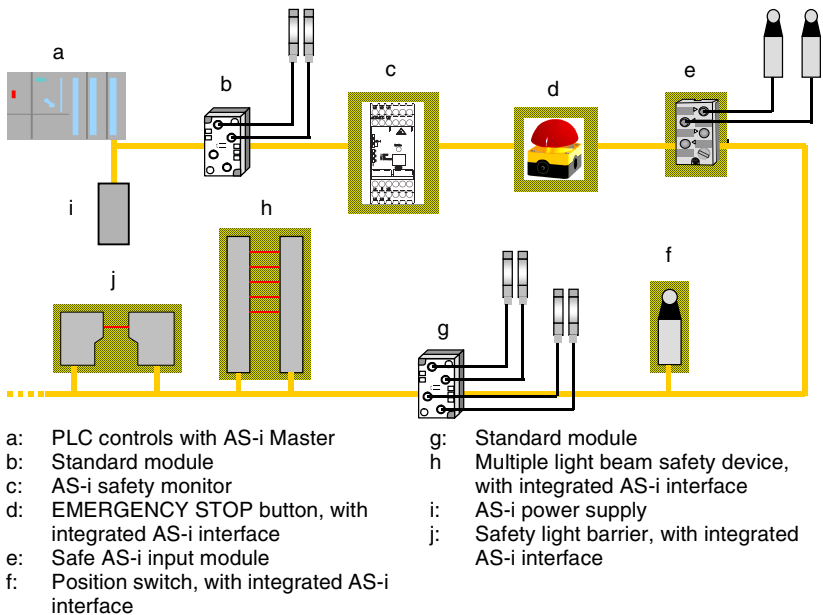 a
b
c
d
e
i
h
j
f
g
a: PLC controls with AS-i Master
b: Standard module
c: AS-i safety monitor
d: EMERGENCY STOP button, with
integrated AS-i interface
e: Safe AS-i input module
f: Position switch, with integrated AS-i
interface
g: Standard module
h Multiple light beam safety device,
with integrated AS-i interface
i: AS-i power supply
j: Safety light barrier, with integrated
AS-i interface